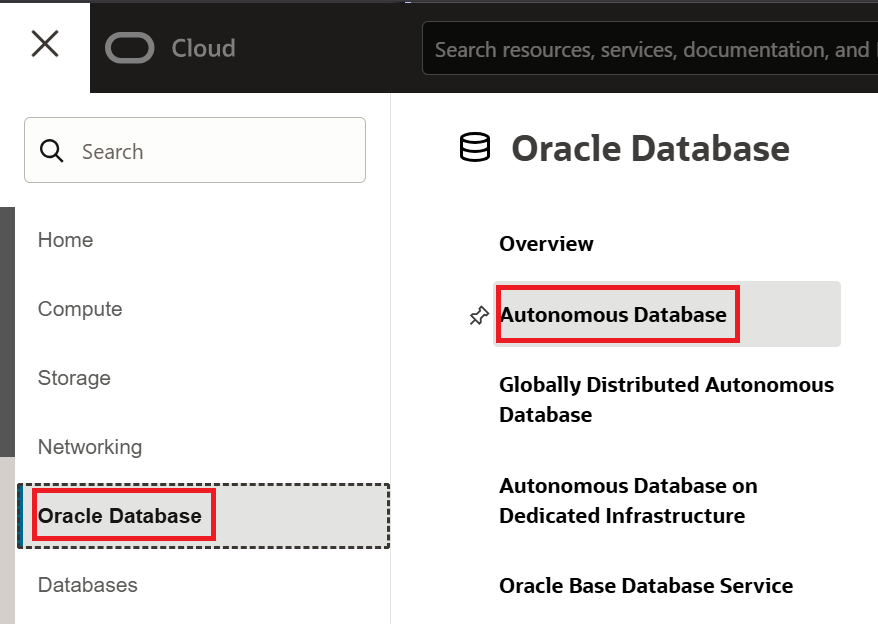 Cloud
Search resources, services, documentation, and
Search
Home
Compute
Storage
Networking
Oracle Database
Databases
Oracle Database
Overview
Autonomous Database
Globally Distributed Autonomous
Database
Autonomous Database on
Dedicated Infrastructure
Oracle Base Database Service